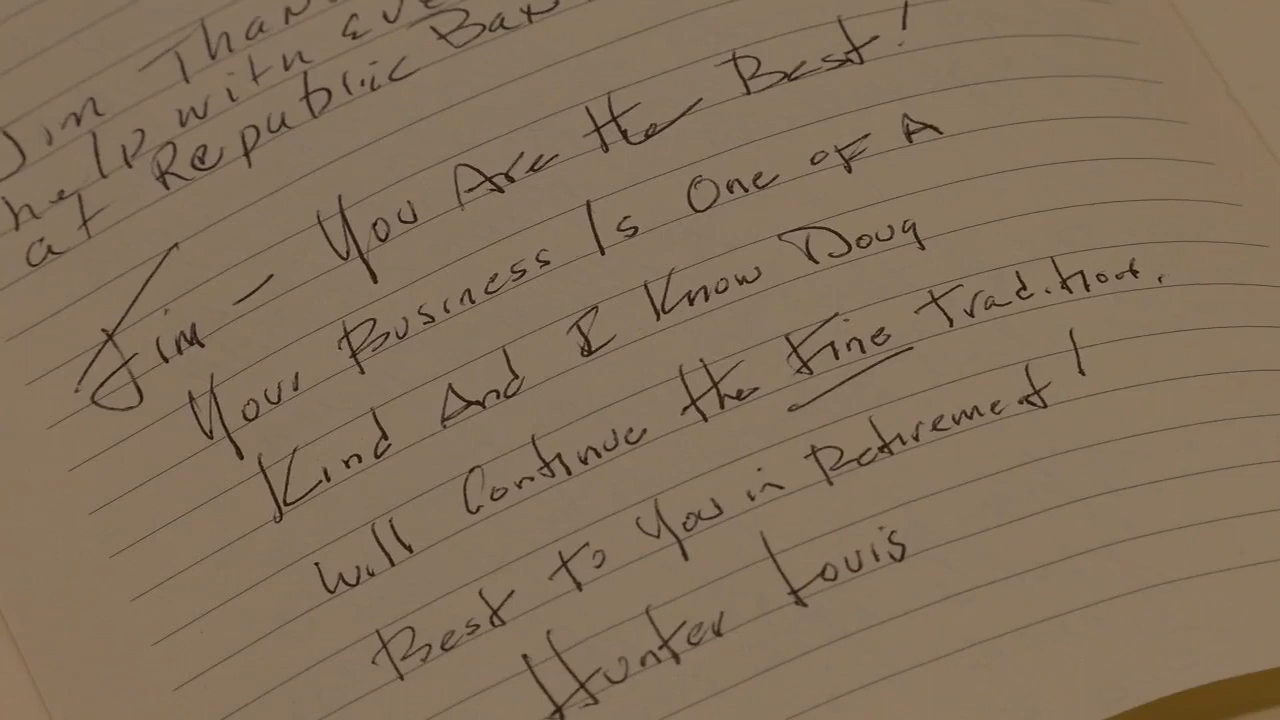 Jim Than
help with eve
at Republic Ban
Jim - You Are the Best!
Your Business Is One of A
Kind And I Know Doug
will Continue the Fine tradition.
Best to You in Retirement!
Hunter Louis